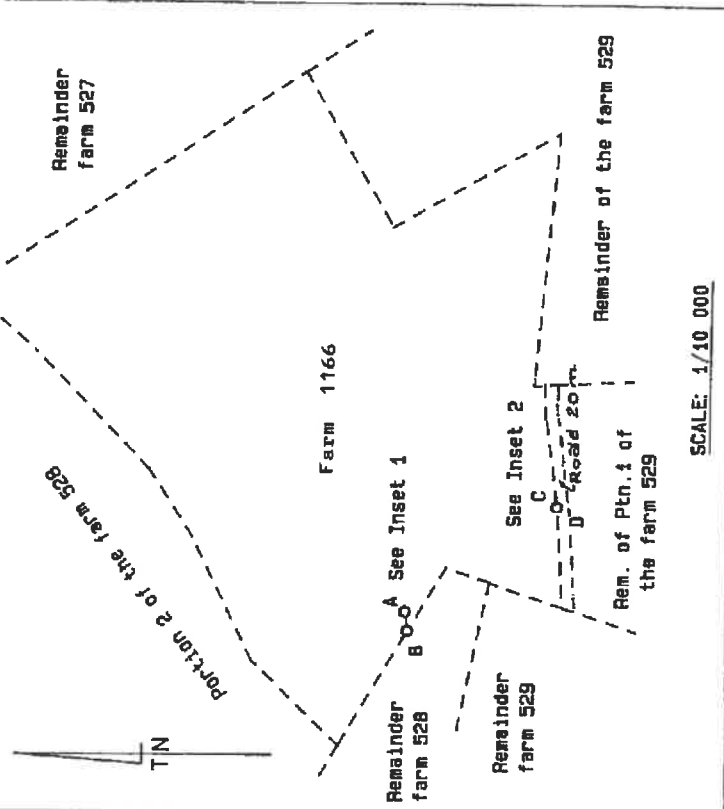 Remainder
farm 527
Portion 2 of the farm 528
Farm 1166
TN
A See Inset 1
B
Remainder
farm 528
Remainder
farm 529
See Inset 2
C
Road 20m.
D
Rem. of Ptn.1 of
the farm 529
Remainder of the farm 529
SCALE: 1/10 000